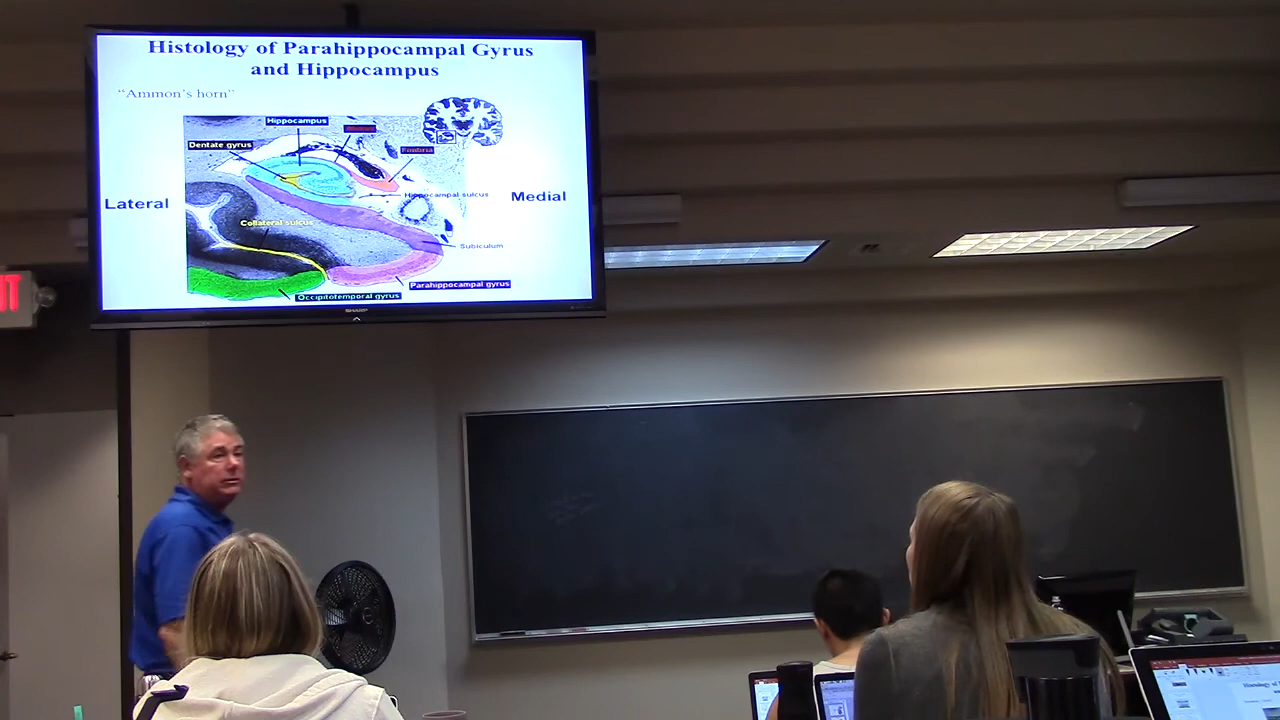 Histology of Parahippocampal Gyrus
and Hippocampus
“Ammon’s horn”
Hippocampus
Dentate gyrus
Fimbria
Hippocampal sulcus
Lateral
Medial
Collateral sulcus
Subiculum
Parahippocampal gyrus
Occipitotemporal gyrus
SHARP